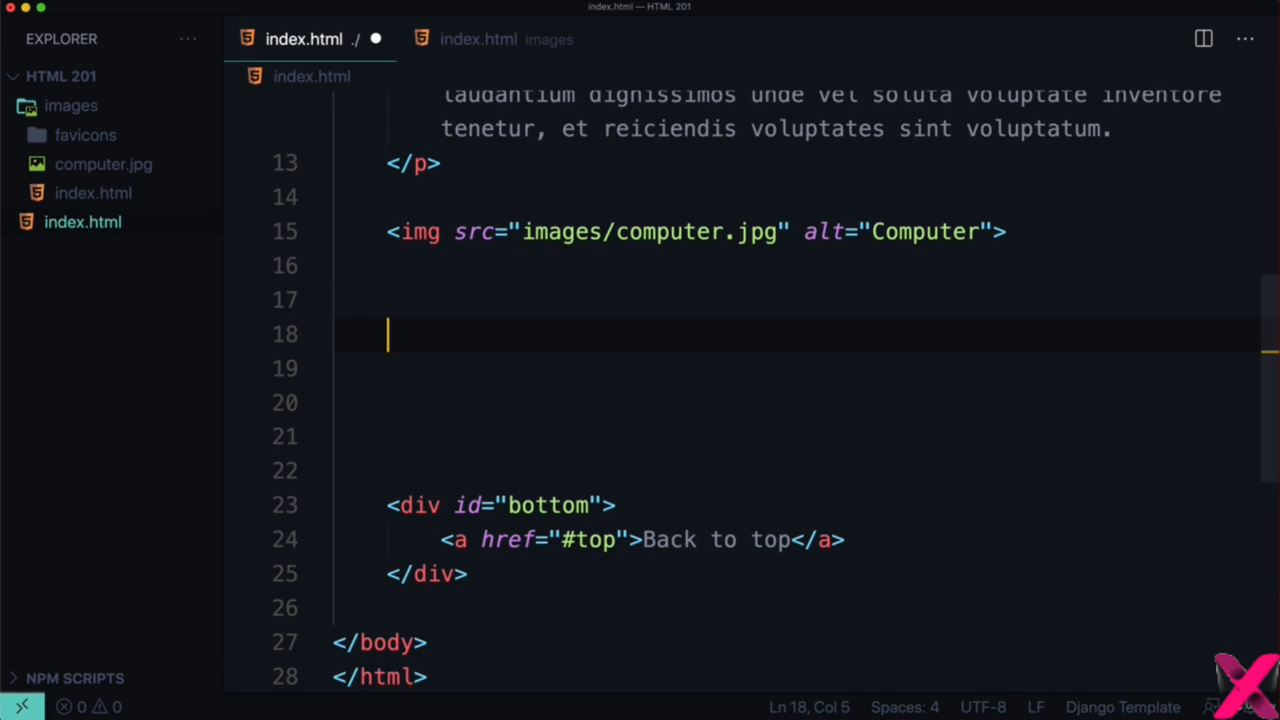 index.html — HTML 201
EXPLORER
index.html ./
index.html images
HTML 201
index.html
images
favicons
computer.jpg
index.html
index.html
taudantium dignissimos unde vel soluta voluptate inventore
tenetur, et reiciendis voluptates sint voluptatum.
13 </p>
14
15 <img src="images/computer.jpg" alt="Computer">
16
17
18
19
20
21
22
23 <div id="bottom">
24 <a href="#top">Back to top</a>
25 </div>
26
27 </body>
28 </html>
NPM SCRIPTS
0 0
Ln 18, Col 5 Spaces: 4 UTF-8 LF Django Template
X